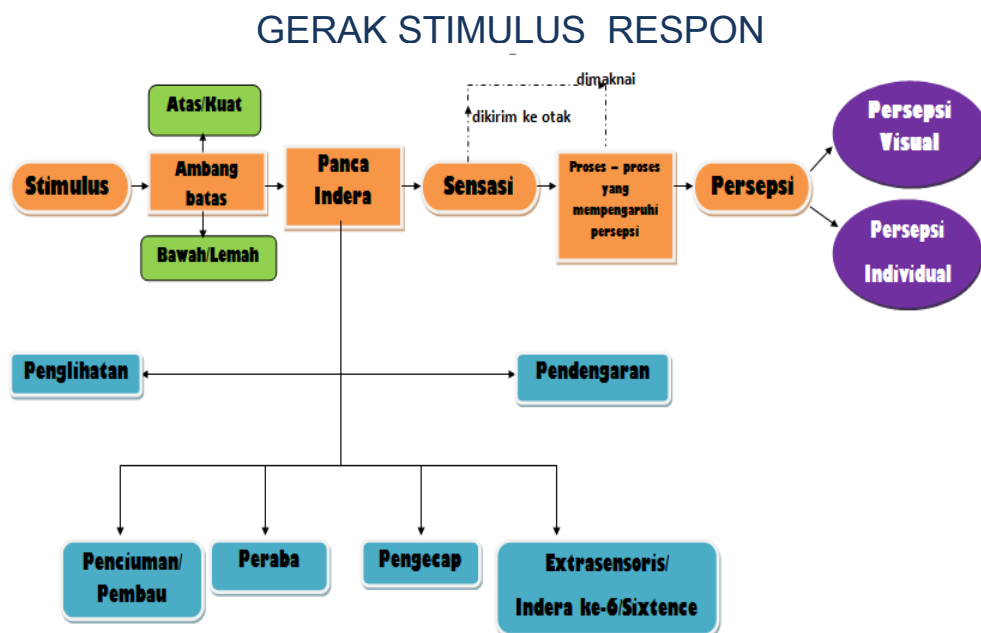 GERAK STIMULUS  RESPON
dimaknai
dikirim ke otak
Atas/Kuat
Stimulus
Ambang
batas
Bawah/Lemah
Panca
Indera
Sensasi
Proses – proses
yang
mempengaruhi
persepsi
Persepsi
Persepsi
Visual
Persepsi
Individual
Penglihatan
Pendengaran
Penciuman/
Pembau
Peraba
Pengecap
Extrasensoris/
Indera ke-6/Sixtence